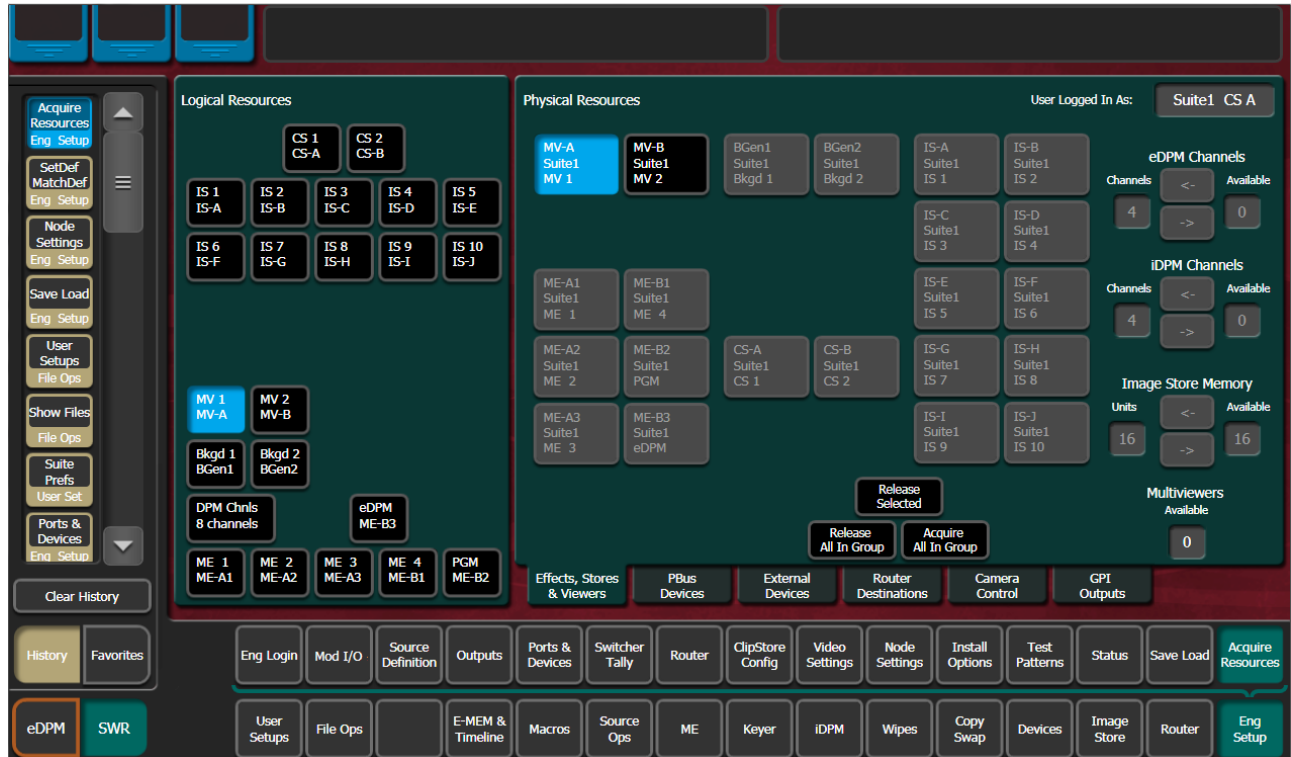 Logical Resources
Physical Resources
User Logged In As:
Suite1 CS A
Acquire
Resources
Eng Setup
SetDef
MatchDef
Eng Setup
Node
Settings
Eng Setup
Save Load
Eng Setup
User
Setups
File Ops
Show Files
File Ops
Suite
Prefs
User Set
Ports &
Devices
Eng Setup
Clear History
History
Favorites
eDPM
SWR
CS 1
CS-A
CS 2
CS-B
IS 1
IS-A
IS 2
IS-B
IS 3
IS-C
IS 4
IS-D
IS 5
IS-E
IS 6
IS-F
IS 7
IS-G
IS 8
IS-H
IS 9
IS-I
IS 10
IS-J
MV 1
MV-A
MV 2
MV-B
Bkgd 1
BGen1
Bkgd 2
BGen2
DPM Chnls
8 channels
eDPM
ME-B3
ME 1
ME-A1
ME 2
ME-A2
ME 3
ME-A3
ME 4
ME-B1
PGM
ME-B2
MV-A
Suite1
MV 1
MV-B
Suite1
MV 2
BGen1
Suite1
Bkgd 1
BGen2
Suite1
Bkgd 2
IS-A
Suite1
IS 1
IS-B
Suite1
IS 2
IS-C
Suite1
IS 3
IS-D
Suite1
IS 4
ME-A1
Suite1
ME 1
ME-B1
Suite1
ME 4
IS-E
Suite1
IS 5
IS-F
Suite1
IS 6
ME-A2
Suite1
ME 2
ME-B2
Suite1
PGM
CS-A
Suite1
CS 1
CS-B
Suite1
CS 2
IS-G
Suite1
IS 7
IS-H
Suite1
IS 8
ME-A3
Suite1
ME 3
ME-B3
Suite1
eDPM
IS-I
Suite1
IS 9
IS-J
Suite1
IS 10
eDPM Channels
Channels
<-
Available
4
->
0
iDPM Channels
Channels
<-
Available
4
->
0
Image Store Memory
Units
<-
Available
16
->
16
Multiviewers
Available
0
Release
Selected
Release
All In Group
Acquire
All In Group
Effects, Stores
& Viewers
PBus
Devices
External
Devices
Router
Destinations
Camera
Control
GPI
Outputs
Eng Login
Mod I/O
Source
Definition
Outputs
Ports &
Devices
Switcher
Tally
Router
ClipStore
Config
Video
Settings
Node
Settings
Install
Options
Test
Patterns
Status
Save Load
Acquire
Resources
User
Setups
File Ops
E-MEM &
Timeline
Macros
Source
Ops
ME
Keyer
iDPM
Wipes
Copy
Swap
Devices
Image
Store
Router
Eng
Setup